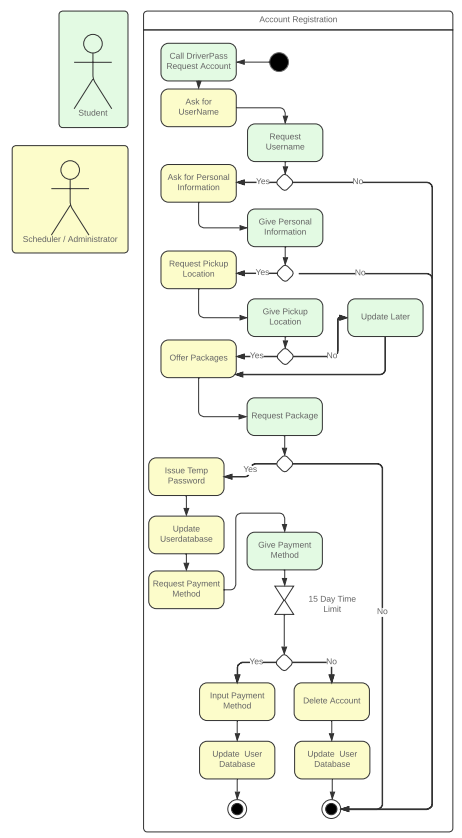 Account Registration
Student
Scheduler / Administrator
Call DriverPass
Request Account
Ask for
UserName
Request
Username
Yes
No
Ask for Personal
Information
Give Personal
Information
Yes
No
Request Pickup
Location
Give Pickup
Location
Update Later
Yes
No
Offer Packages
Request Package
Yes
No
Issue Temp
Password
Update
Userdatabase
Request Payment
Method
Give Payment
Method
15 Day Time
Limit
Yes
No
Input Payment
Method
Delete Account
Update User
Database
Update User
Database